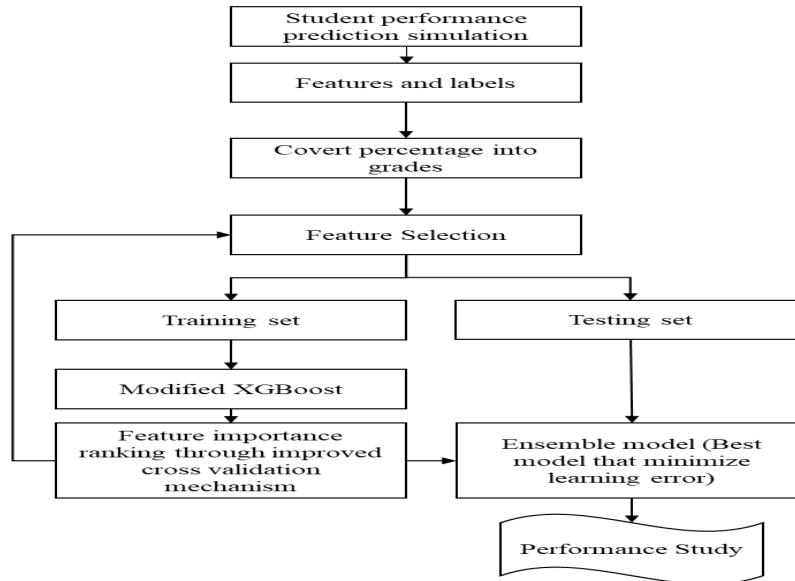 Student performance
prediction simulation
Features and labels
Covert percentage into
grades
Feature Selection
Training set
Testing set
Modified XGBoost
Feature importance
ranking through improved
cross validation
mechanism
Ensemble model (Best
model that minimize
learning error)
Performance Study